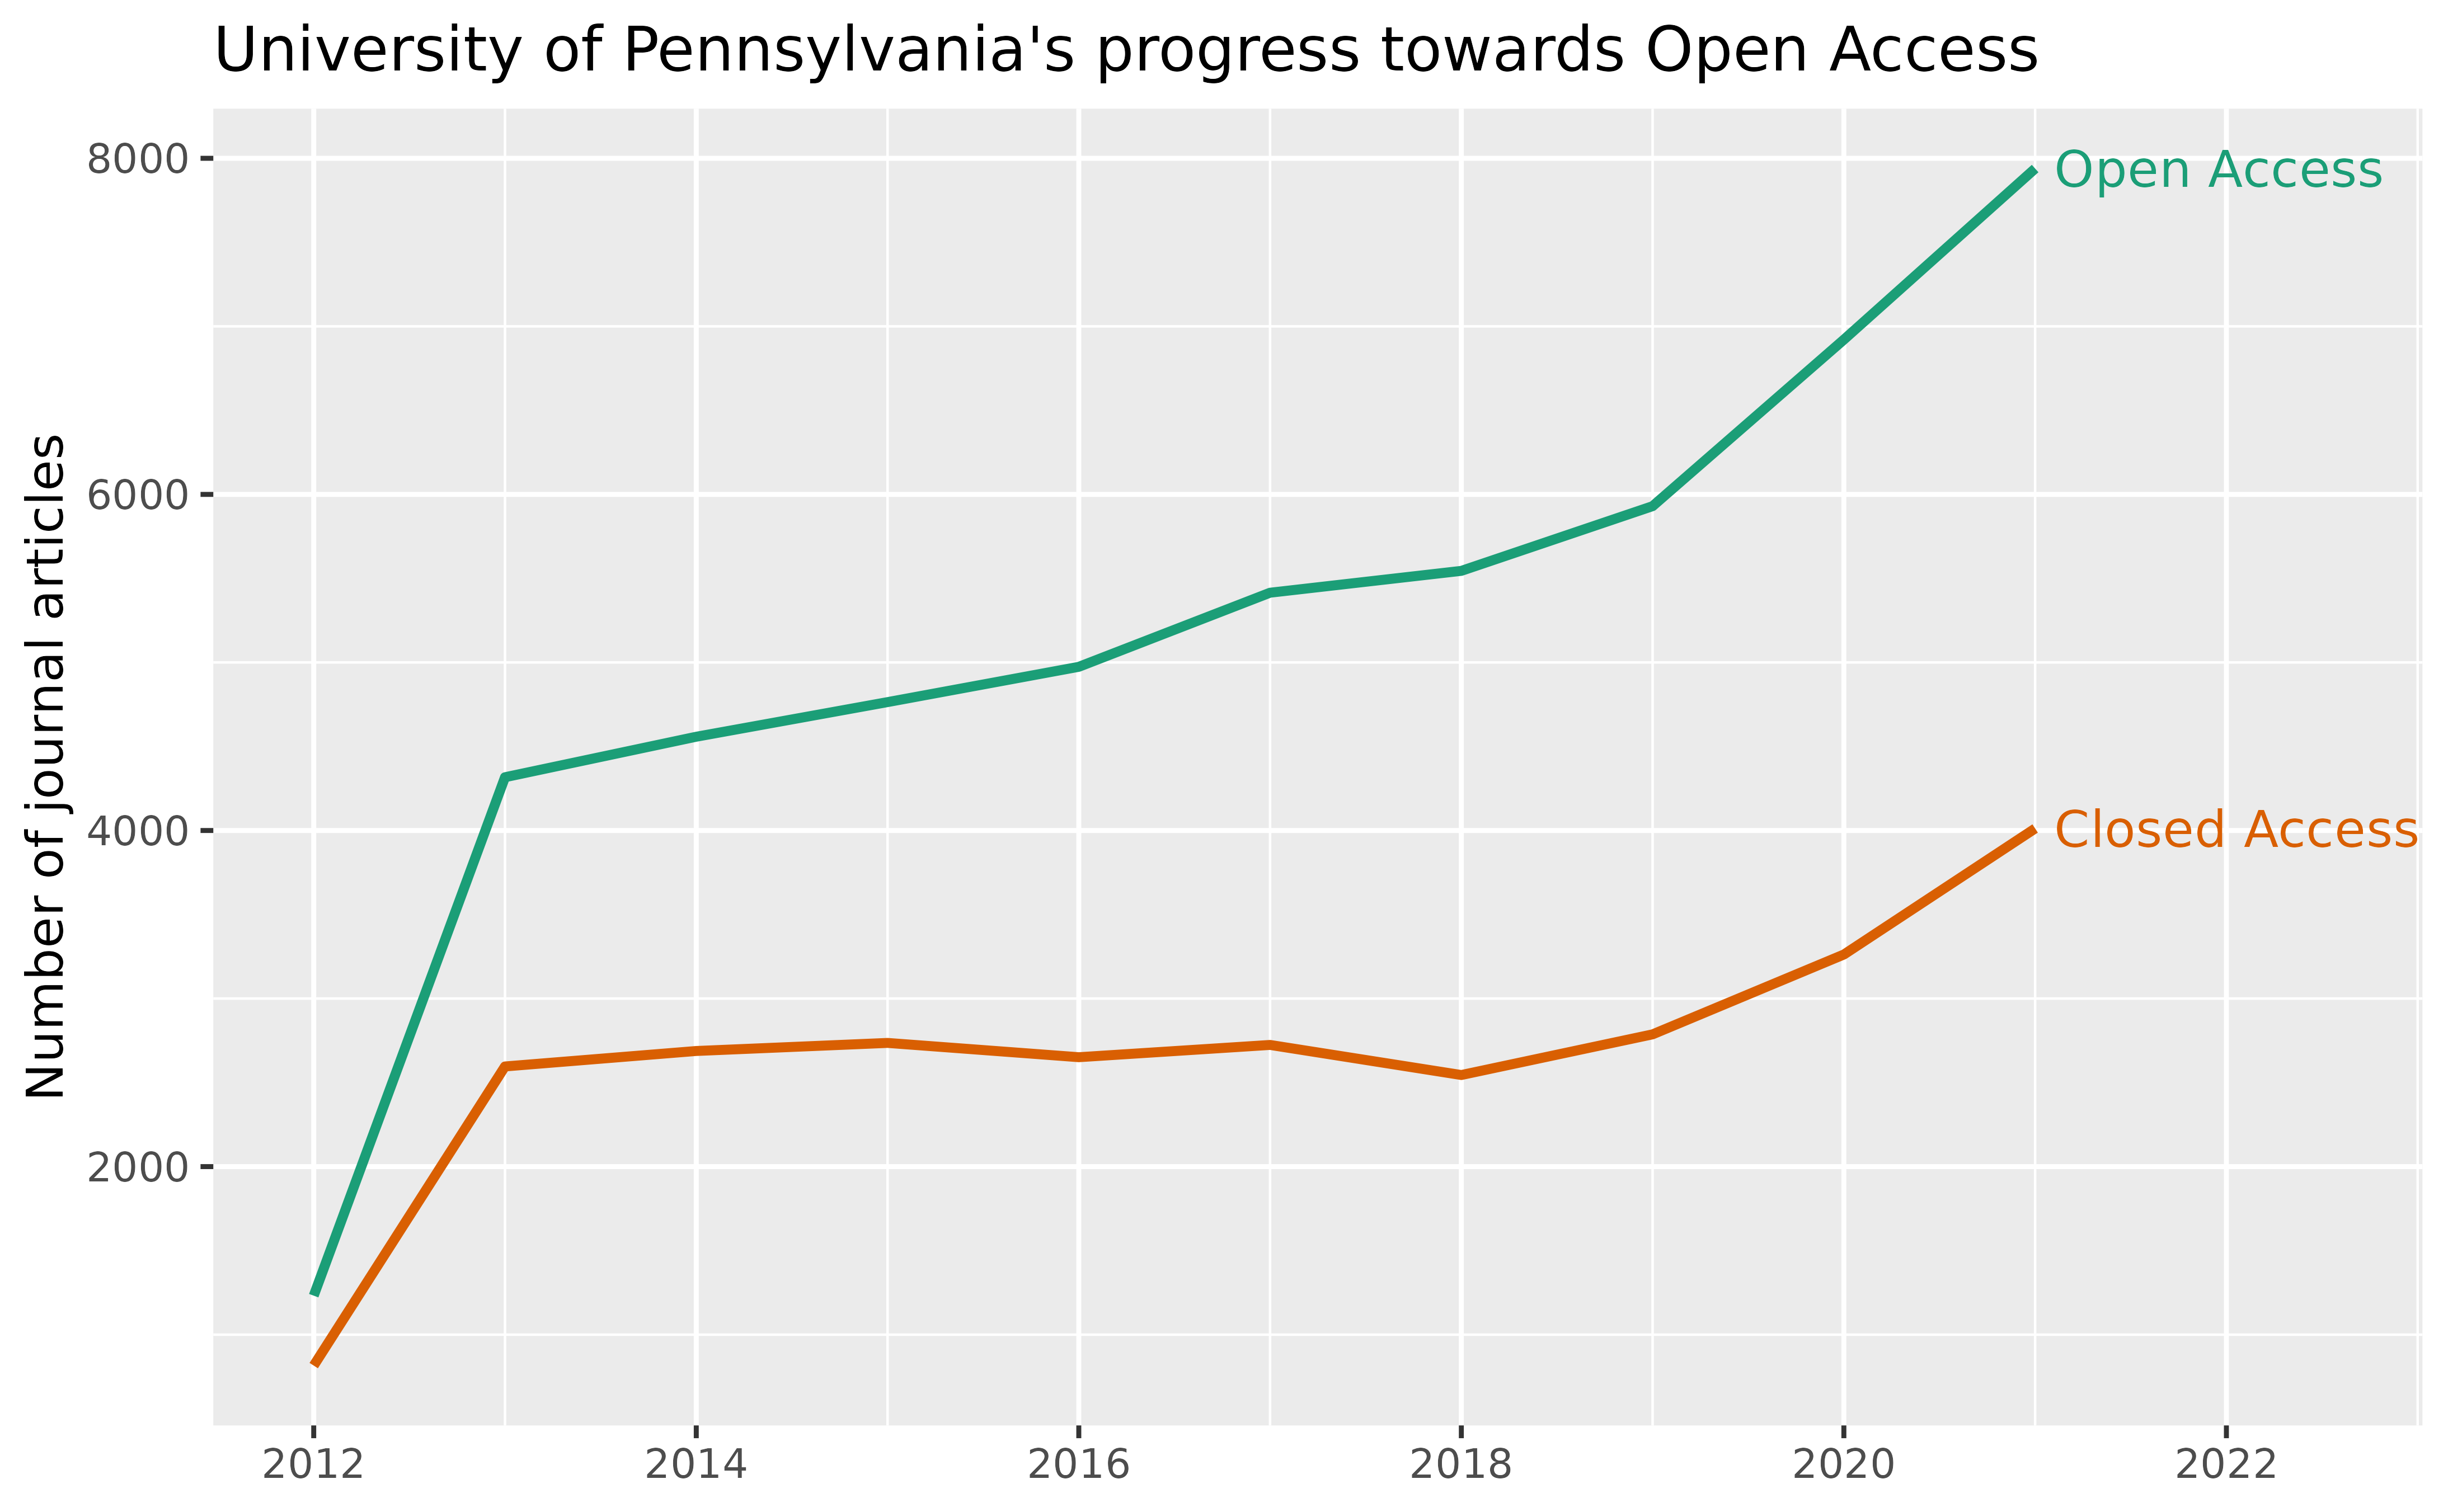 University of Pennsylvania's progress towards Open Access
Number of journal articles
8000
6000
4000
2000
Open Access
Closed Access
2012
2014
2016
2018
2020
2022